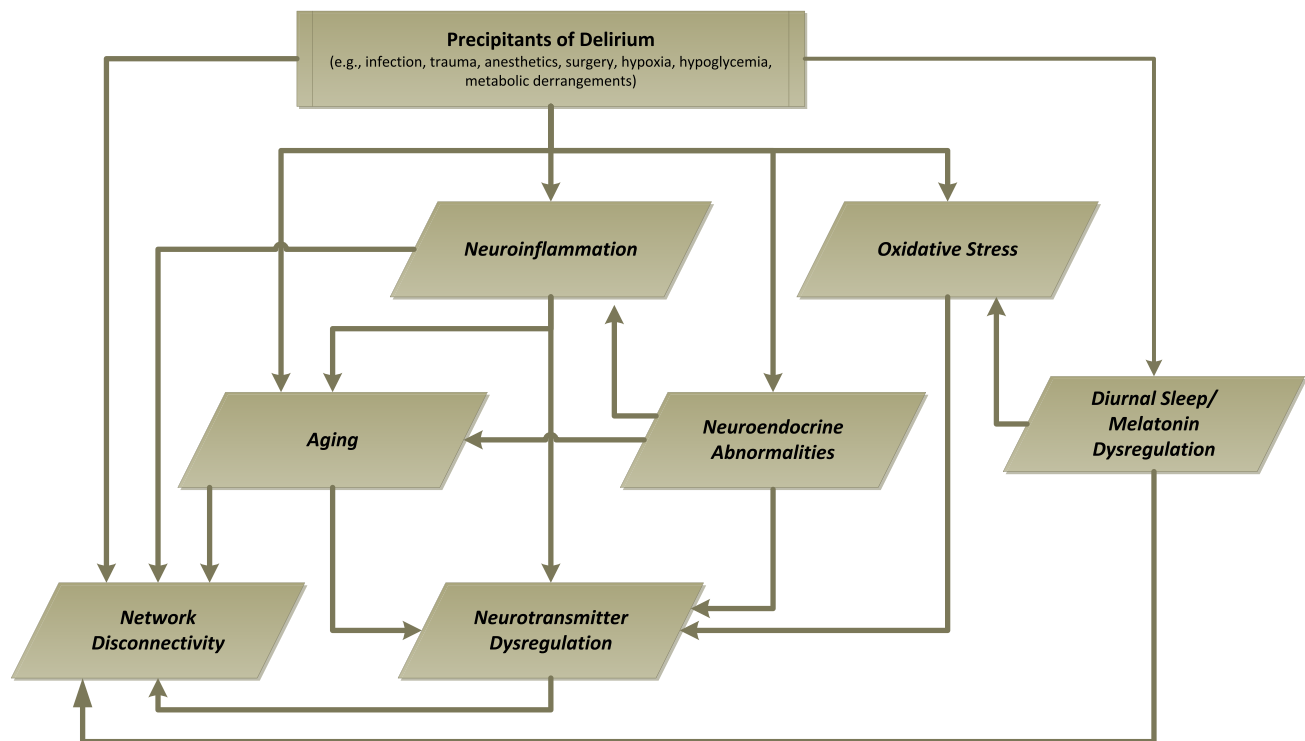 Precipitants of Delirium
(e.g., infection, trauma, anesthetics, surgery, hypoxia, hypoglycemia,
metabolic derrangements)
Neuroinflammation
Oxidative Stress
Aging
Neuroendocrine
Abnormalities
Diurnal Sleep/
Melatonin
Dysregulation
Network
Disconnectivity
Neurotransmitter
Dysregulation